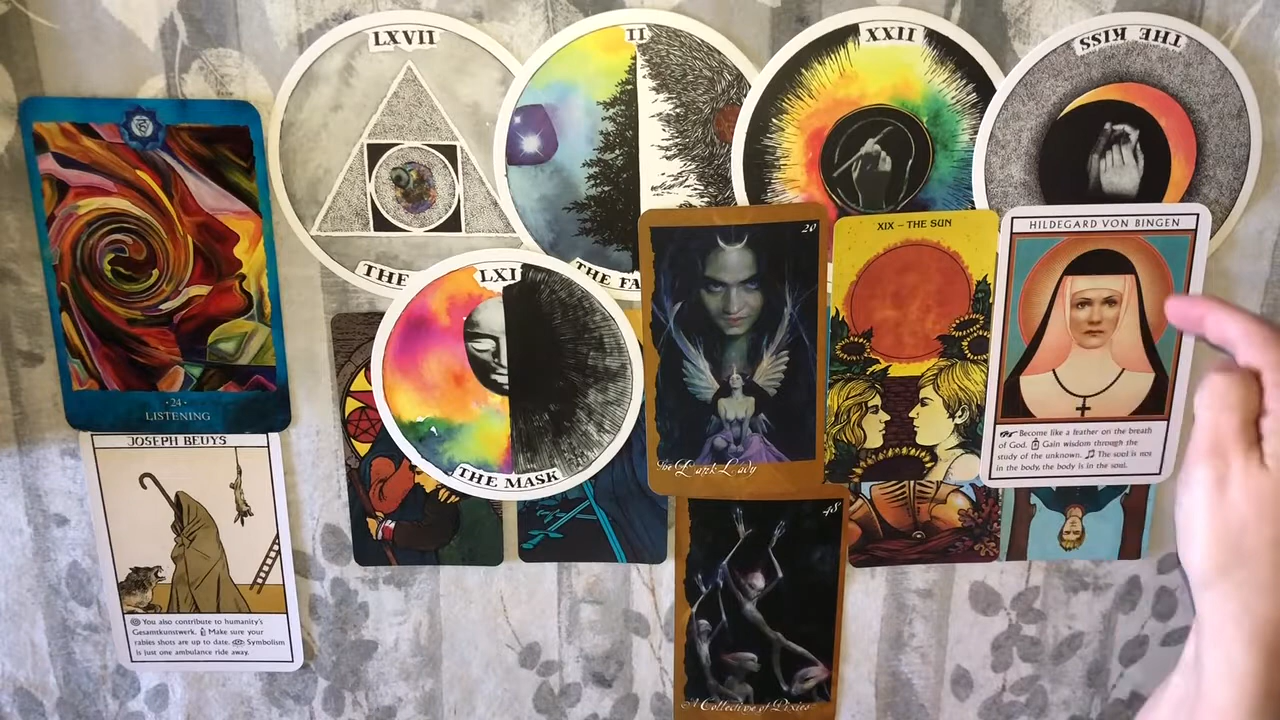 LXVII
II
XXII
THE KISS
THE
THE FA
·24·
LISTENING
LXI
THE MASK
20
The Dark Lady
XIX – THE SUN
HILDEGARD VON BINGEN
Become like a feather on the breath
of God. Gain wisdom through the
study of the unknown. The soul is not
in the body, the body is in the soul.
JOSEPH BEUYS
You also contribute to humanity's
Gesamtkunstwerk. Make sure your
rabies shots are up to date. Symbolism
is just one ambulance ride away.
48
A Collective of Pixies